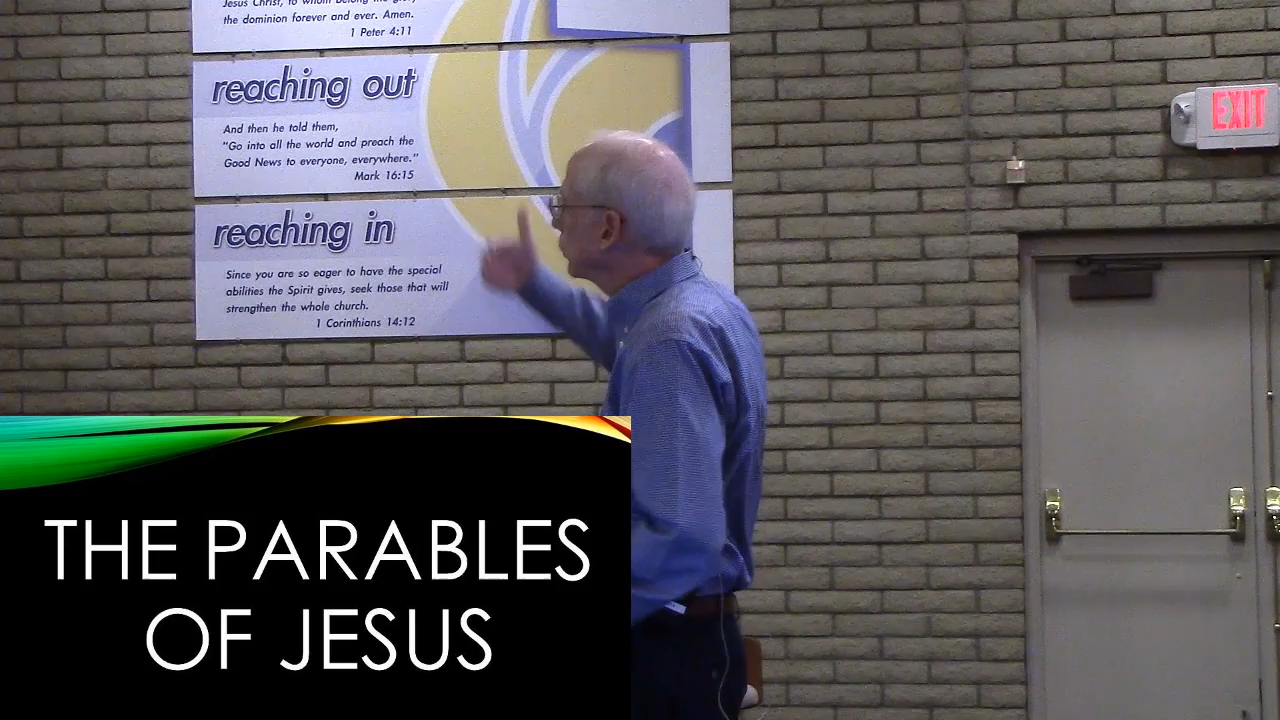 Jesus Christ, to whom belong the glory
the dominion forever and ever. Amen.
1 Peter 4:11
reaching out
And then he told them,
"Go into all the world and preach the
Good News to everyone, everywhere."
Mark 16:15
reaching in
Since you are so eager to have the special
abilities the Spirit gives, seek those that will
strengthen the whole church.
1 Corinthians 14:12
EXIT
THE PARABLES
OF JESUS